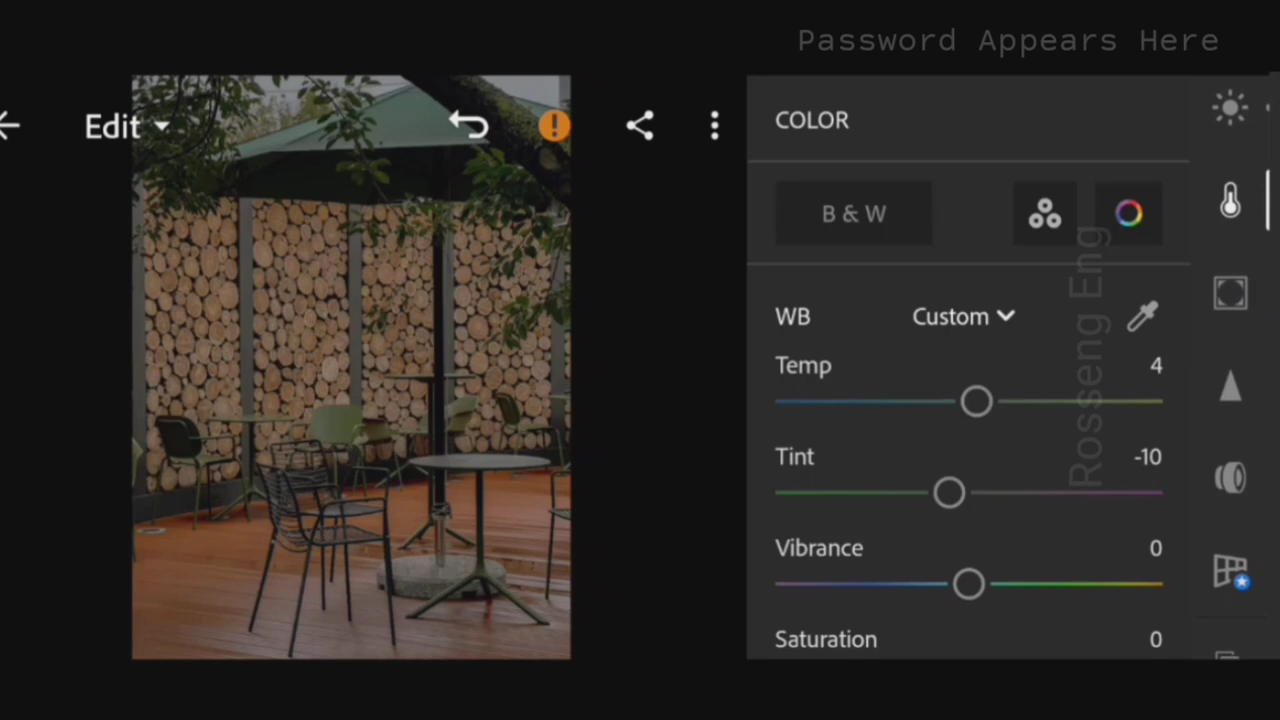 Password Appears Here
Edit
COLOR
B & W
WB Custom
Temp 4
Tint -10
Vibrance 0
Saturation 0
Rosseng Eng